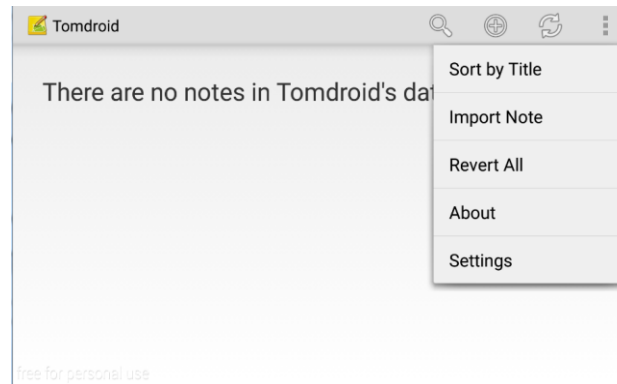 Tomdroid
There are no notes in Tomdroid's dat
Sort by Title
Import Note
Revert All
About
Settings
free for personal use